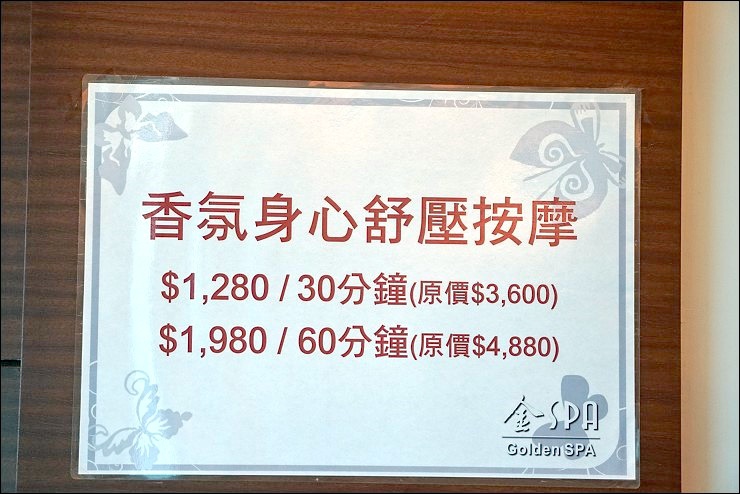 香氛身心舒壓按摩
$1,280 / 30分鐘(原價$3,600)
$1,980 / 60分鐘(原價$4,880)
金 SPA
Golden SPA